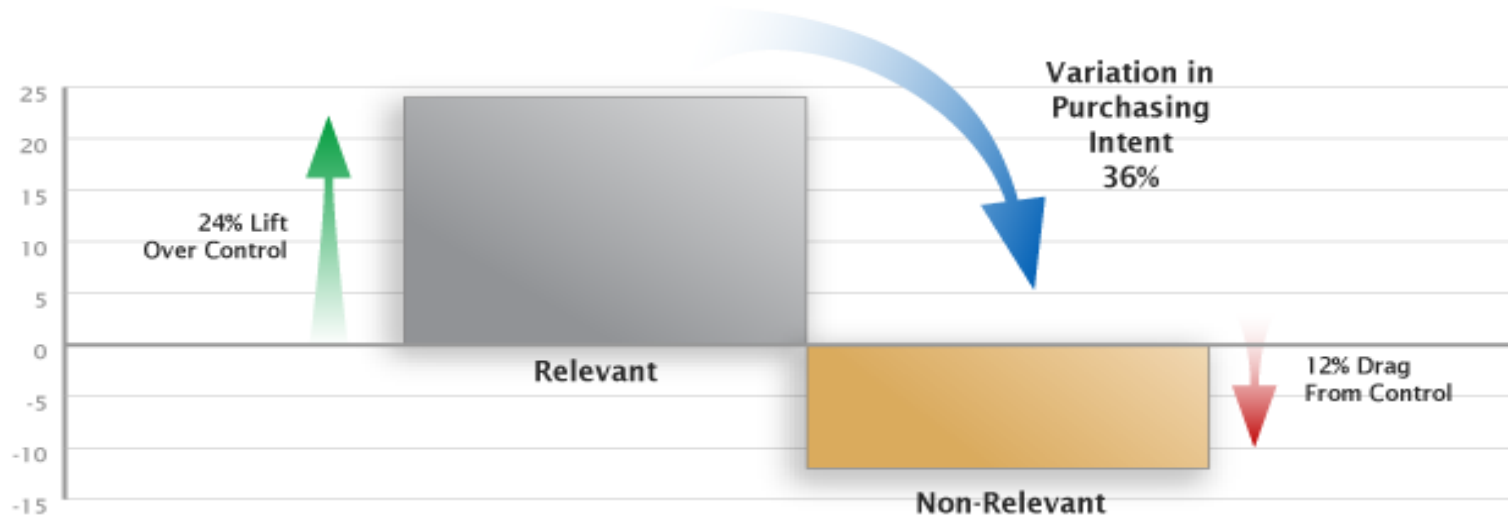 Variation in
Purchasing
Intent
36%
25
20
15
10
5
0
-5
-10
-15
24% Lift
Over Control
Relevant
12% Drag
From Control
Non-Relevant